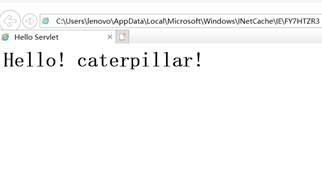 C:\Users\lenovo\AppData\Local\Microsoft\Windows\INetCache\IE\FY7HTZR3
Hello Servlet
Hello! caterpillar!